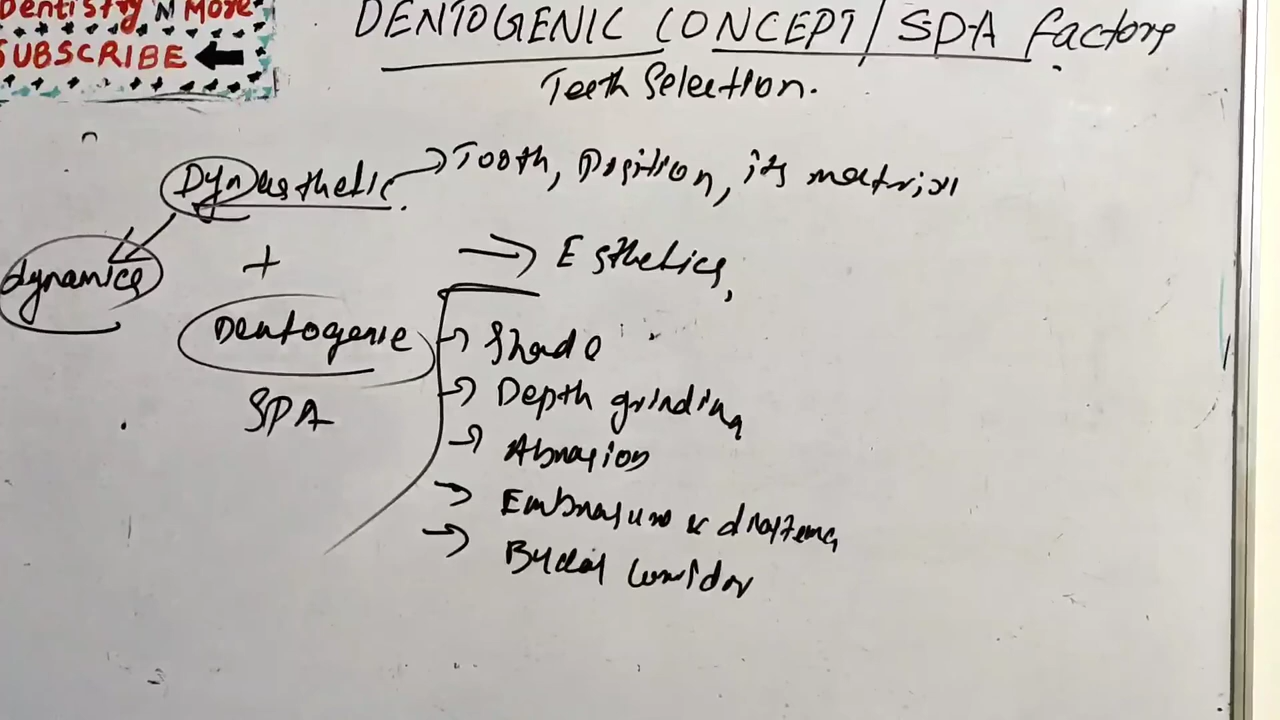 Dentistry N More
SUBSCRIBE
DENTOGENIC CONCEPT / SPA factors
Teeth Selection.
Dynesthetic. → Tooth, Position, its matrix
dynamics + ⇒ Esthetics,
Dentogenic → Shade
SPA → Depth grinding
→ Abrasion
→ Embrasure & diastema
→ Buccal Corridor